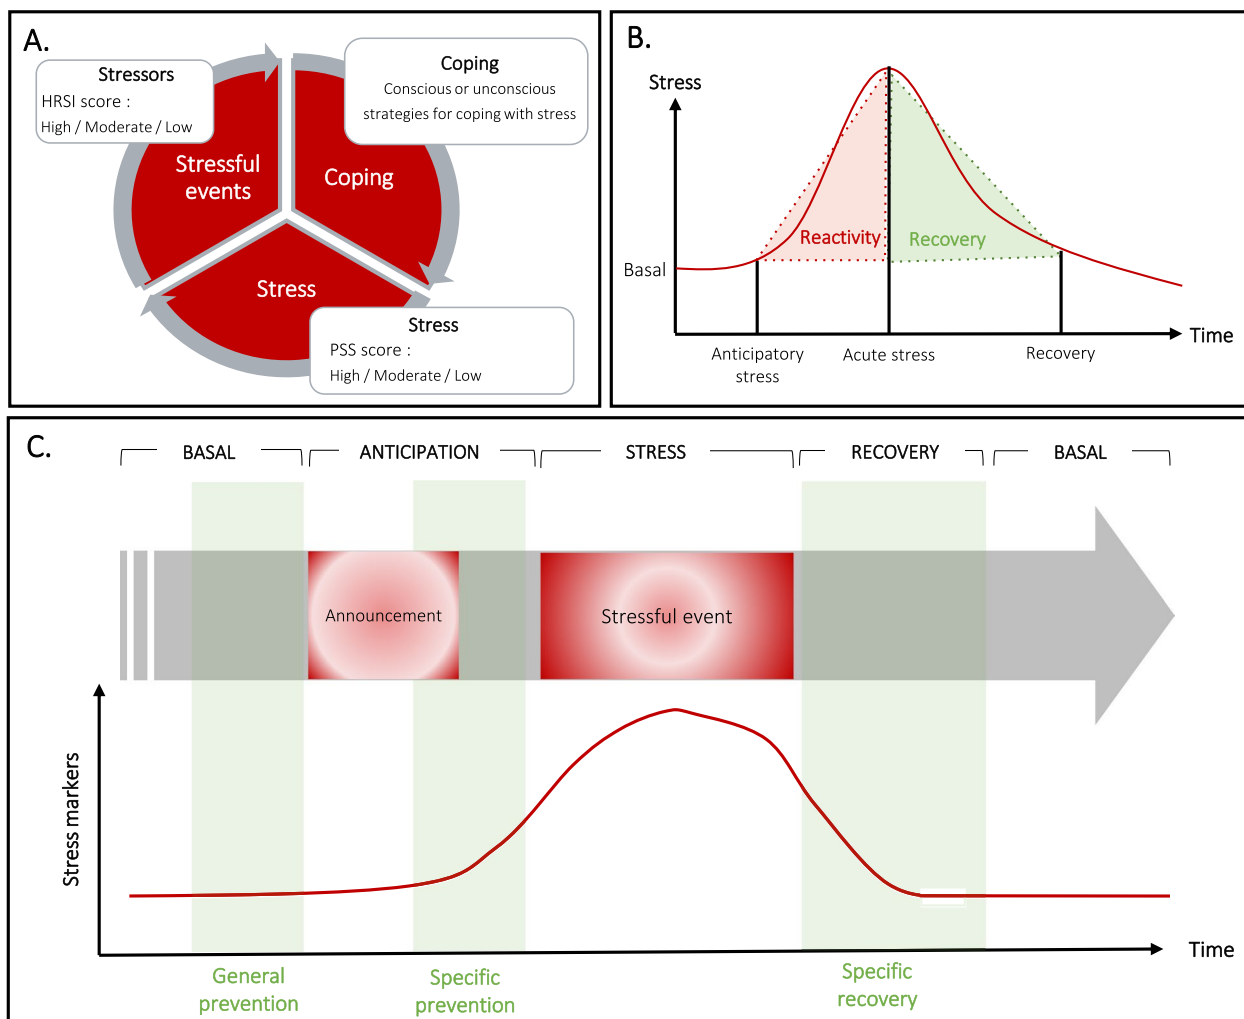 A.
Stressors
HRSI score :
High / Moderate / Low
Coping
Conscious or unconscious
strategies for coping with stress
Stressful
events
Coping
Stress
Stress
PSS score :
High / Moderate / Low
B.
Stress
Reactivity
Recovery
Basal
Time
Anticipatory
stress
Acute stress
Recovery
C.
BASAL
ANTICIPATION
STRESS
RECOVERY
BASAL
Announcement
Stressful event
Stress markers
Time
General
prevention
Specific
prevention
Specific
recovery